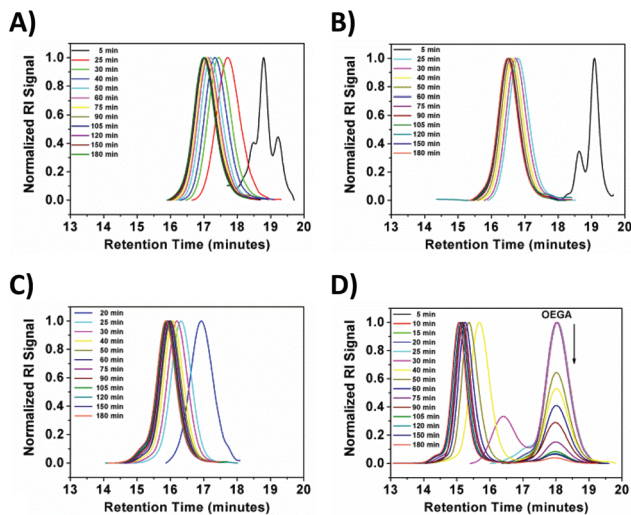 A)
Normalized RI Signal
1.0
0.8
0.6
0.4
0.2
0.0
5 min
25 min
30 min
40 min
50 min
60 min
75 min
90 min
105 min
120 min
150 min
180 min
13 14 15 16 17 18 19 20
Retention Time (minutes)
B)
Normalized RI Signal
1.0
0.8
0.6
0.4
0.2
0.0
5 min
25 min
30 min
40 min
50 min
60 min
75 min
90 min
105 min
120 min
150 min
180 min
13 14 15 16 17 18 19 20
Retention Time (minutes)
C)
Normalized RI Signal
1.0
0.8
0.6
0.4
0.2
0.0
20 min
25 min
30 min
40 min
50 min
60 min
75 min
90 min
105 min
120 min
150 min
180 min
13 14 15 16 17 18 19 20
Retention Time (minutes)
D)
Normalized RI Signal
1.0
0.8
0.6
0.4
0.20
0.0
5 min
10 min
15 min
20 min
25 min
30 min
40 min
50 min
60 min
75 min
90 min
105 min
120 min
150 min
180 min
OEGA
13 14 15 16 17 18 19 20
Retention Time (minutes)